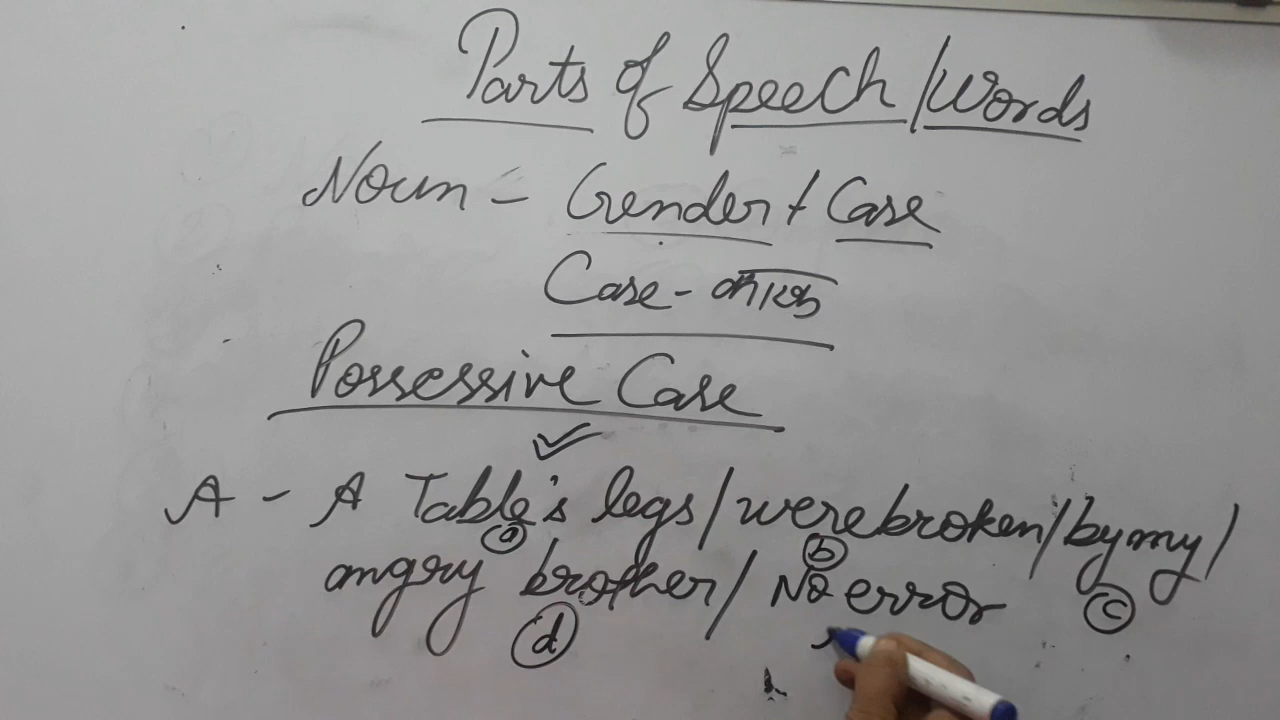 Parts of Speech/Words
Noun - Gender + Case
Case - कारक
Possessive Case
A - A Table's legs/were broken/by my/
(a) (b) (c)
angry brother/No error
(d)